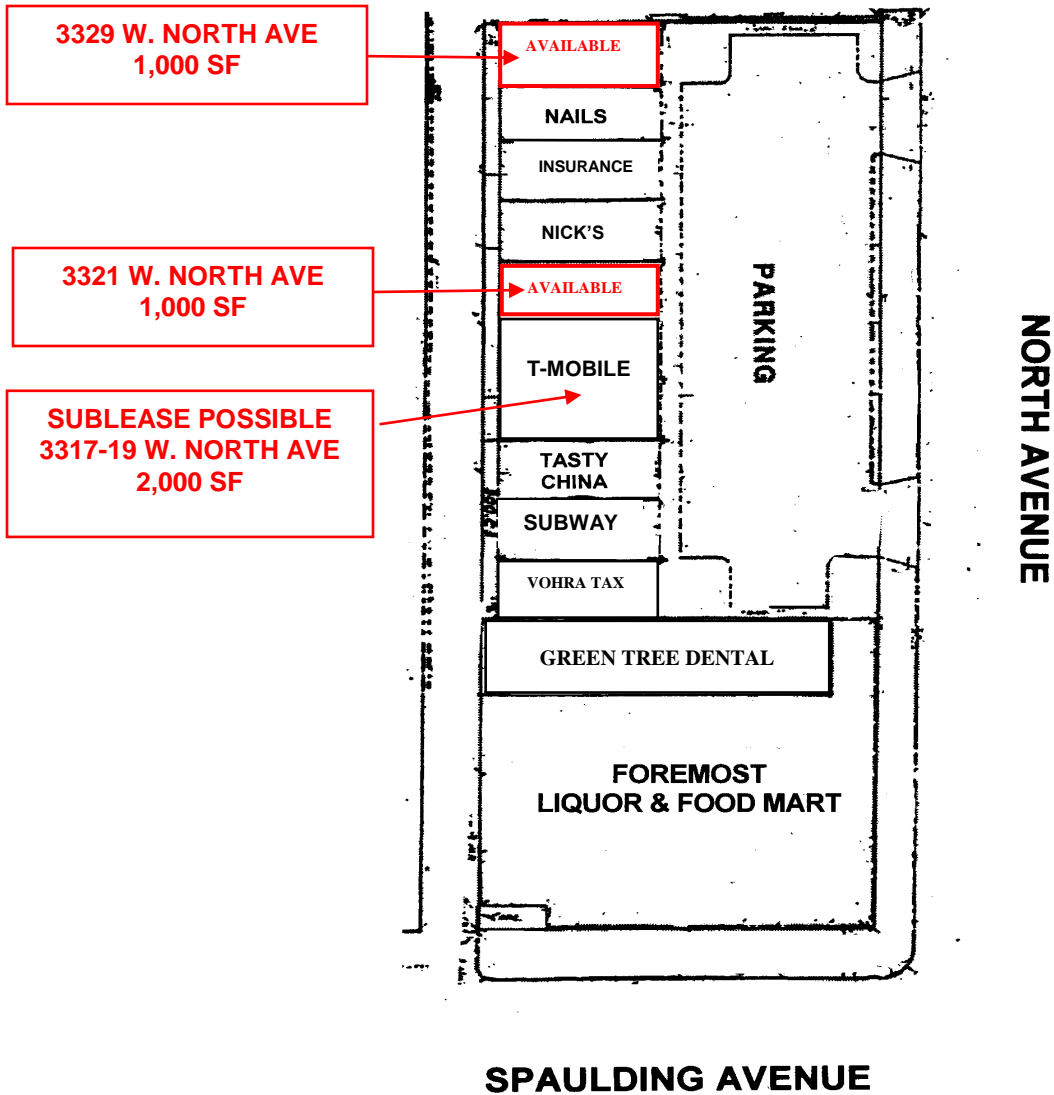 3329 W. NORTH AVE
1,000 SF
AVAILABLE
NAILS
INSURANCE
NICK'S
3321 W. NORTH AVE
1,000 SF
AVAILABLE
PARKING
NORTH AVENUE
T-MOBILE
SUBLEASE POSSIBLE
3317-19 W. NORTH AVE
2,000 SF
TASTY
CHINA
SUBWAY
VOHRA TAX
GREEN TREE DENTAL
FOREMOST
LIQUOR & FOOD MART
SPAULDING AVENUE